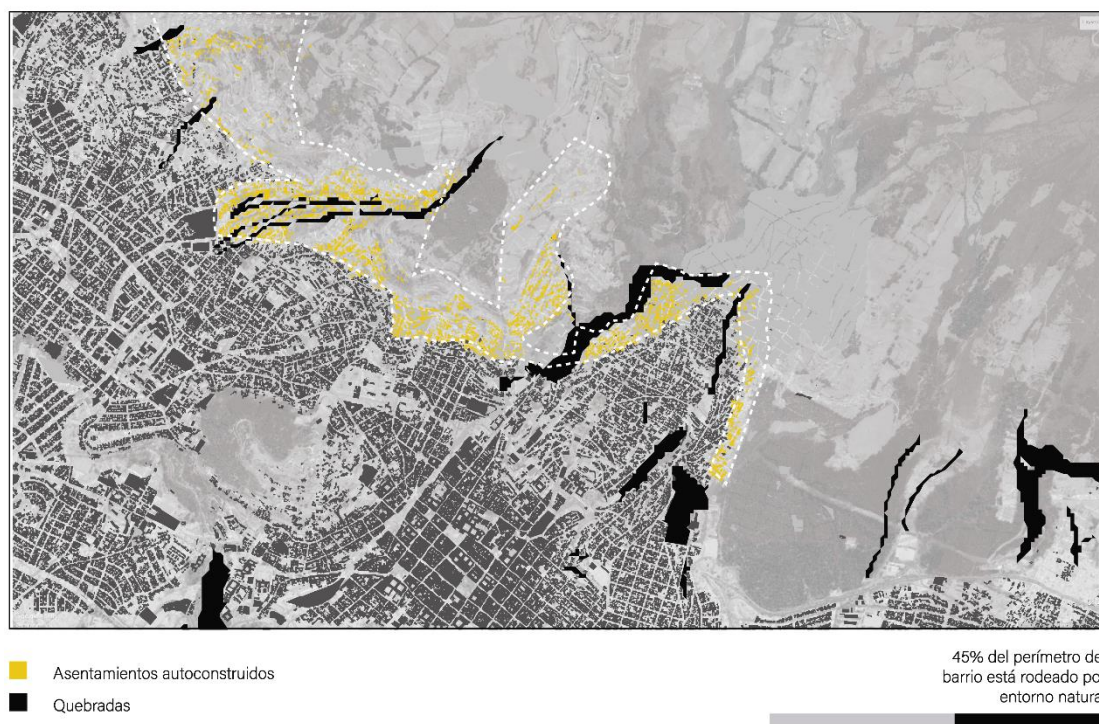 Asentamientos autoconstruidos
Quebradas
45% del perímetro de
barrio está rodeado po
entorno natura